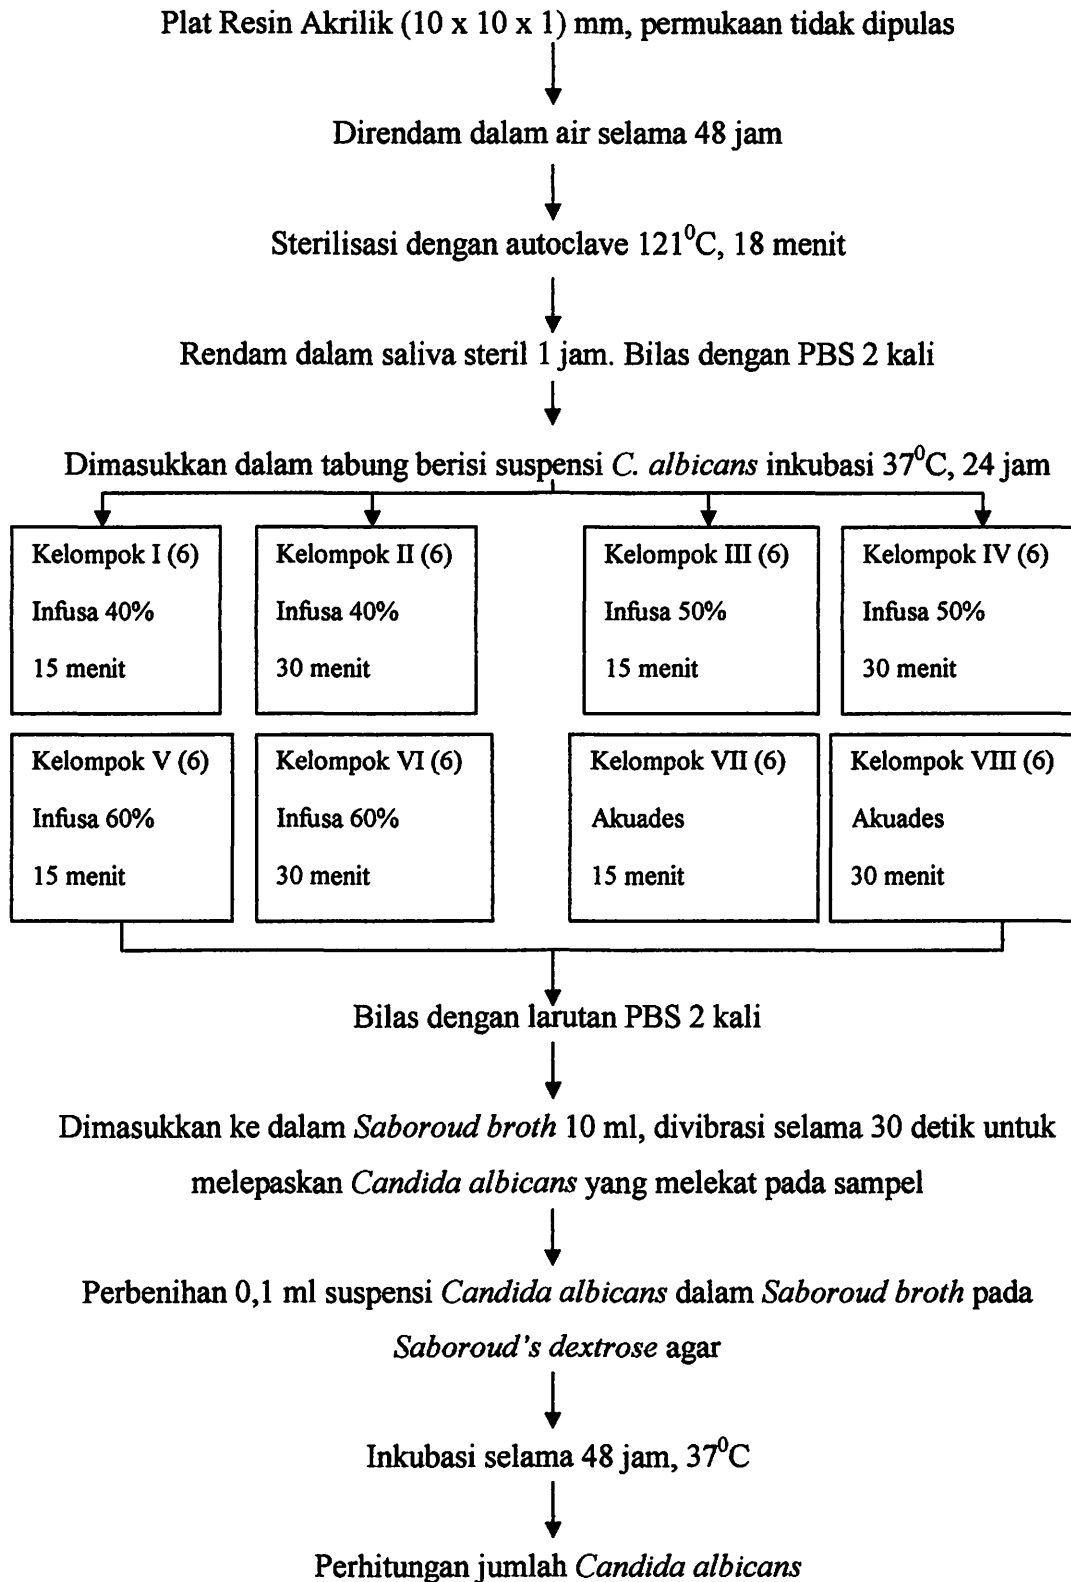 Plat Resin Akrilik (10 x 10 x 1) mm, permukaan tidak dipulas
Direndam dalam air selama 48 jam
Sterilisasi dengan autoclave 121⁰C, 18 menit
Rendam dalam saliva steril 1 jam. Bilas dengan PBS 2 kali
Dimasukkan dalam tabung berisi suspensi C. albicans inkubasi 37⁰C, 24 jam
Kelompok I (6)
Infusa 40%
15 menit
Kelompok II (6)
Infusa 40%
30 menit
Kelompok III (6)
Infusa 50%
15 menit
Kelompok IV (6)
Infusa 50%
30 menit
Kelompok V (6)
Infusa 60%
15 menit
Kelompok VI (6)
Infusa 60%
30 menit
Kelompok VII (6)
Akuades
15 menit
Kelompok VIII (6)
Akuades
30 menit
Bilas dengan larutan PBS 2 kali
Dimasukkan ke dalam Saboroud broth 10 ml, divibrasi selama 30 detik untuk
melepaskan Candida albicans yang melekat pada sampel
Perbenihan 0,1 ml suspensi Candida albicans dalam Saboroud broth pada
Saboroud's dextrose agar
Inkubasi selama 48 jam, 37⁰C
Perhitungan jumlah Candida albicans